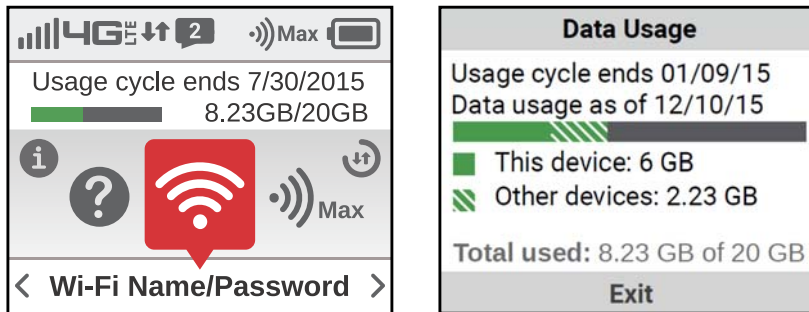 4G LTE 2 Max
Usage cycle ends 7/30/2015
8.23GB/20GB
i ? Max
< Wi-Fi Name/Password >
Data Usage
Usage cycle ends 01/09/15
Data usage as of 12/10/15
This device: 6 GB
Other devices: 2.23 GB
Total used: 8.23 GB of 20 GB
Exit